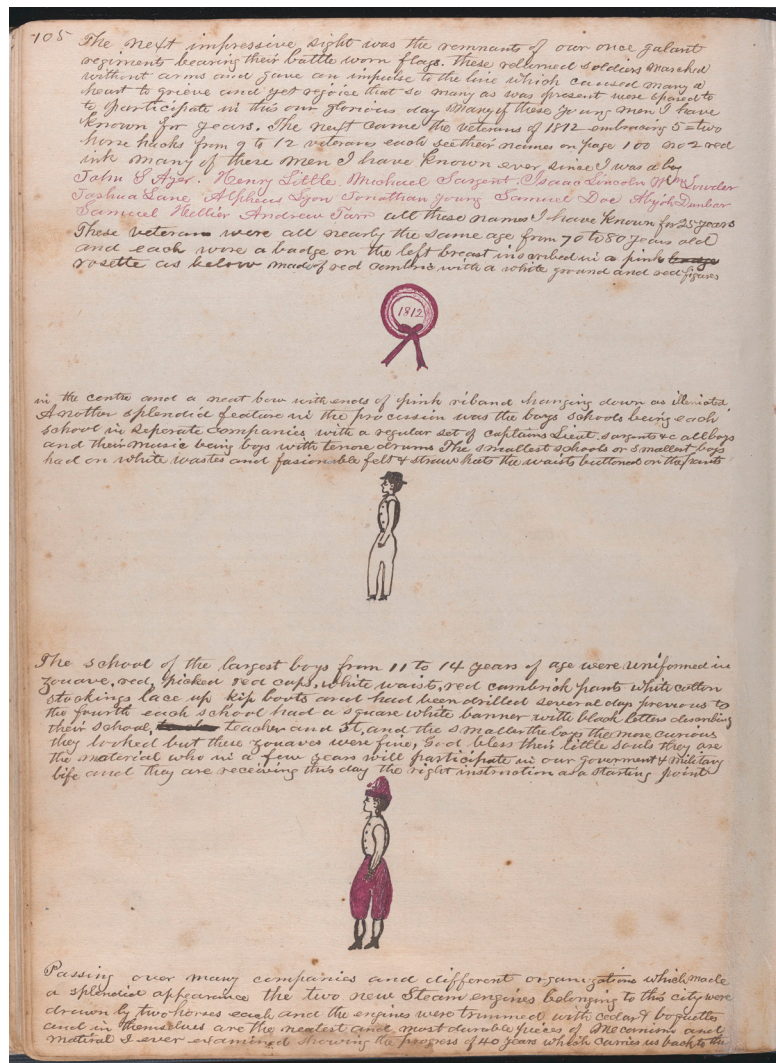 105 The next impressive sight was the remnants of our once galant
regiments bearing their battle worn flags. these returned soldiers marched
without arms and gave an impulse to the line which caused many a
heart to grieve and yet rejoice that so many as was present were spared to
to participate in this our glorious day Many of these young men I have
known for years. The next came the veterans of 1812 embracing 5 = two
horse hacks from 9 to 12 veterans each see their names on page 100 no 2 red
ink many of these men I have known ever since I was a boy
John S Ayer. Henry Little. Michael Sargent. Isaac Lincoln Wm Lowder
Joshua Lane Alpheus Lyon Jonathan Young Samuel Doe Abijah Dunbar
Samuel Hellier Andrew Tarr all these names I have known for 25 years
These veterans were all nearly the same age from 70 to 80 years old
and each wore a badge on the left breast inscribed in a pink
rosette as below made of red cambric with a white ground and red figures
1812
in the centre and a neat bow with ends of pink riband hanging down as
Another splendid feature in the procession was the boys schools being each
school in seperate companies with a regular set of captains Lieut. sargents &c all boys
and their music being boys with tenore drums The smallest schools or smallest boys
had on white wastes and fasionable felt & straw hats the waists buttoned on the pants
The school of the largest boys from 11 to 14 years of age were uniformed in
zouave, red, picked red caps, white waists, red cambrick pants white cotton
stockings lace up kip boots and had been drilled several days previous to
the fourth each school had a square white banner with black letters describing
their school, teacher and St, and the smaller the boys the more curious
they looked but these zouaves were fine, God bless their little souls they are
the material who in a few years will participate in our goverment & military
life and they are receiving this day the right instruction as a starting point
Passing over many companies and different organizations which made
a splendid appearance the two new Steam engines belonging to this city were
drawn by two horses each and the engines were trimmed with cedar & boquettes
and in themselves are the neatest and most durable pieces of mecanism and
material I ever examined showing the progress of 40 years which carries us back to the